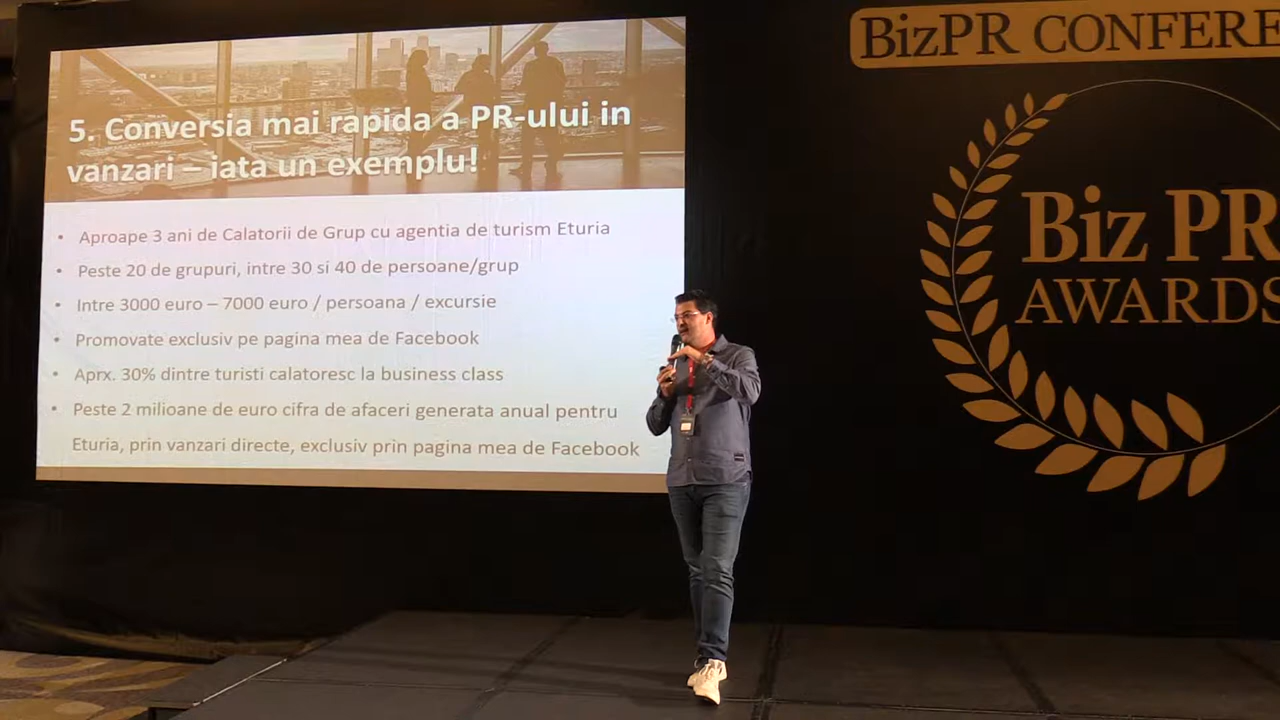 5. Conversia mai rapida a PR-ului in
vanzari – iata un exemplu!
• Aproape 3 ani de Calatorii de Grup cu agentia de turism Eturia
• Peste 20 de grupuri, intre 30 si 40 de persoane/grup
• Intre 3000 euro – 7000 euro / persoana / excursie
• Promovate exclusiv pe pagina mea de Facebook
• Aprx. 30% dintre turisti calatoresc la business class
• Peste 2 milioane de euro cifra de afaceri generata anual pentru
Eturia, prin vanzari directe, exclusiv prin pagina mea de Facebook
BizPR CONFERE
Biz PR
AWARDS